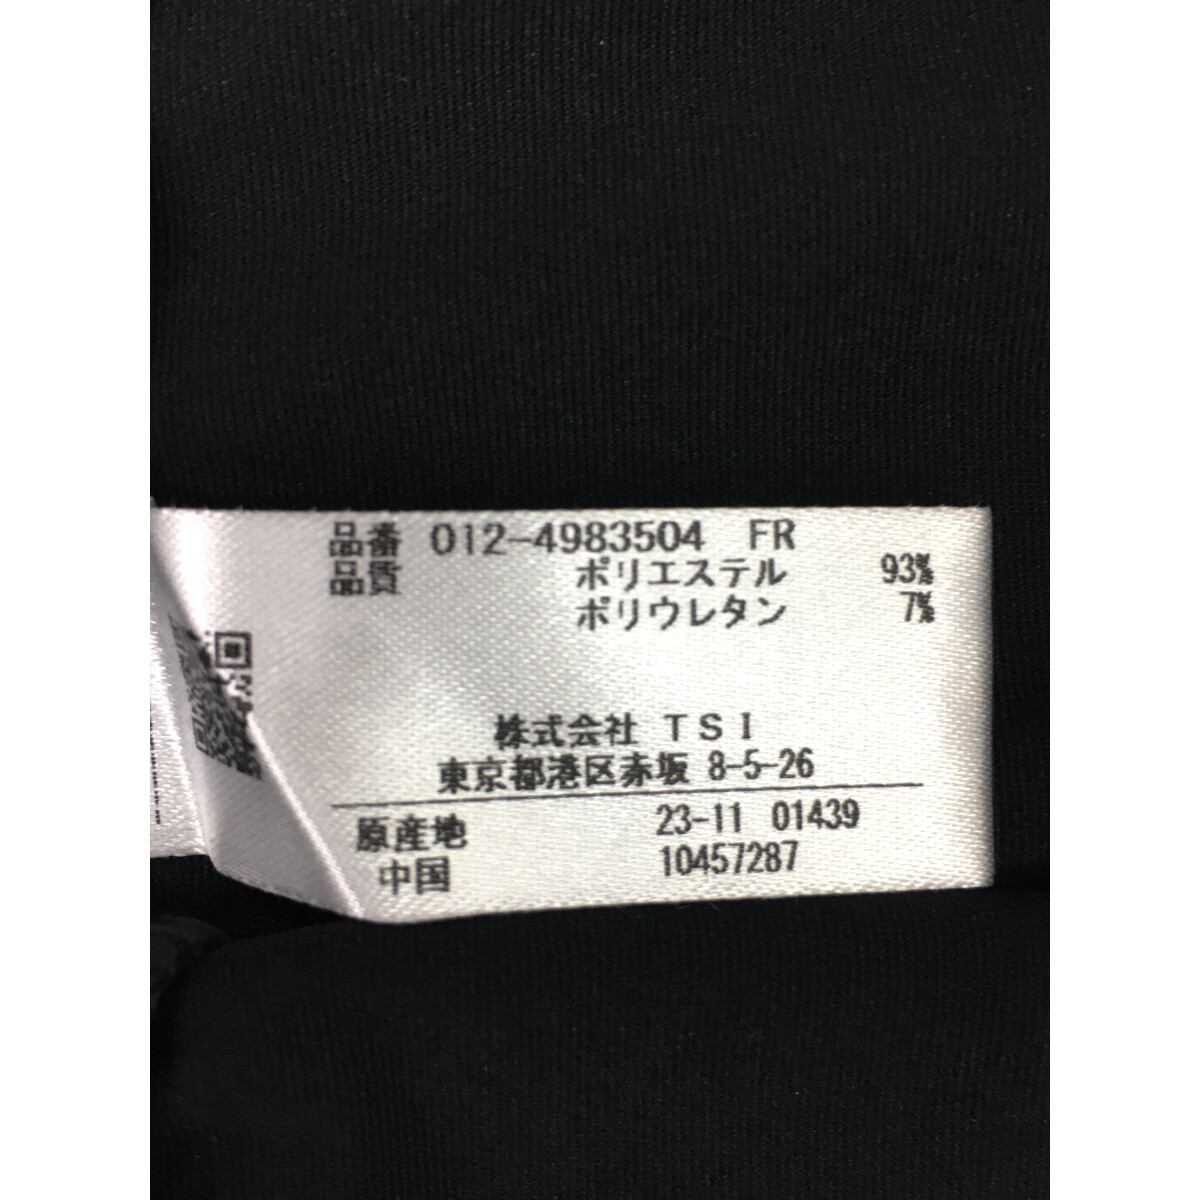 品番 012-4983504 FR
品質 ポリエステル 93%
ポリウレタン 7%
株式会社 TSI
東京都港区赤坂 8-5-26
原産地 23-11 01439
中国 10457287